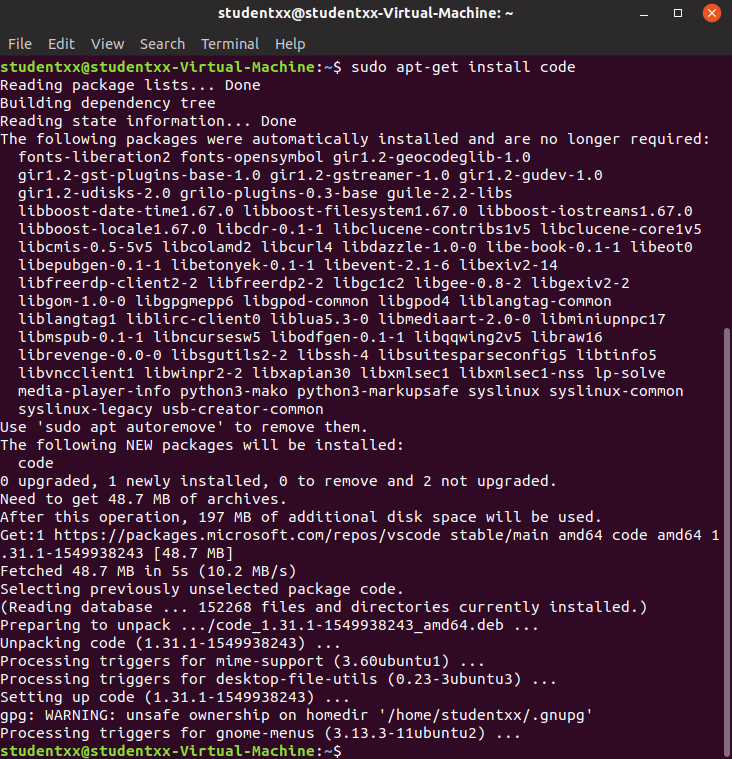 studentxx@studentxx-Virtual-Machine: ~
File Edit View Search Terminal Help
studentxx@studentxx-Virtual-Machine:~$ sudo apt-get install code
Reading package lists... Done
Building dependency tree
Reading state information... Done
The following packages were automatically installed and are no longer required:
  fonts-liberation2 fonts-opensymbol gir1.2-geocodeglib-1.0
  gir1.2-gst-plugins-base-1.0 gir1.2-gstreamer-1.0 gir1.2-gudev-1.0
  gir1.2-udisks-2.0 grilo-plugins-0.3-base guile-2.2-libs
  libboost-date-time1.67.0 libboost-filesystem1.67.0 libboost-iostreams1.67.0
  libboost-locale1.67.0 libcdr-0.1-1 libclucene-contribs1v5 libclucene-core1v5
  libcmis-0.5-5v5 libcolamd2 libcurl4 libdazzle-1.0-0 libe-book-0.1-1 libeot0
  libepubgen-0.1-1 libetonyek-0.1-1 libevent-2.1-6 libexiv2-14
  libfreerdp-client2-2 libfreerdp2-2 libgc1c2 libgee-0.8-2 libgexiv2-2
  libgom-1.0-0 libgpgmepp6 libgpod-common libgpod4 liblangtag-common
  liblangtag1 liblirc-client0 liblua5.3-0 libmediaart-2.0-0 libminiupnpc17
  libmspub-0.1-1 libncursesw5 libodfgen-0.1-1 libqqwing2v5 libraw16
  librevenge-0.0-0 libsgutils2-2 libssh-4 libsuitesparseconfig5 libtinfo5
  libvncclient1 libwinpr2-2 libxapian30 libxmlsec1 libxmlsec1-nss lp-solve
  media-player-info python3-mako python3-markupsafe syslinux syslinux-common
  syslinux-legacy usb-creator-common
Use 'sudo apt autoremove' to remove them.
The following NEW packages will be installed:
  code
0 upgraded, 1 newly installed, 0 to remove and 2 not upgraded.
Need to get 48.7 MB of archives.
After this operation, 197 MB of additional disk space will be used.
Get:1 https://packages.microsoft.com/repos/vscode stable/main amd64 code amd64 1
.31.1-1549938243 [48.7 MB]
Fetched 48.7 MB in 5s (10.2 MB/s)
Selecting previously unselected package code.
(Reading database ... 152268 files and directories currently installed.)
Preparing to unpack .../code_1.31.1-1549938243_amd64.deb ...
Unpacking code (1.31.1-1549938243) ...
Processing triggers for mime-support (3.60ubuntu1) ...
Processing triggers for desktop-file-utils (0.23-3ubuntu3) ...
Setting up code (1.31.1-1549938243) ...
gpg: WARNING: unsafe ownership on homedir '/home/studentxx/.gnupg'
Processing triggers for gnome-menus (3.13.3-11ubuntu2) ...
studentxx@studentxx-Virtual-Machine:~$